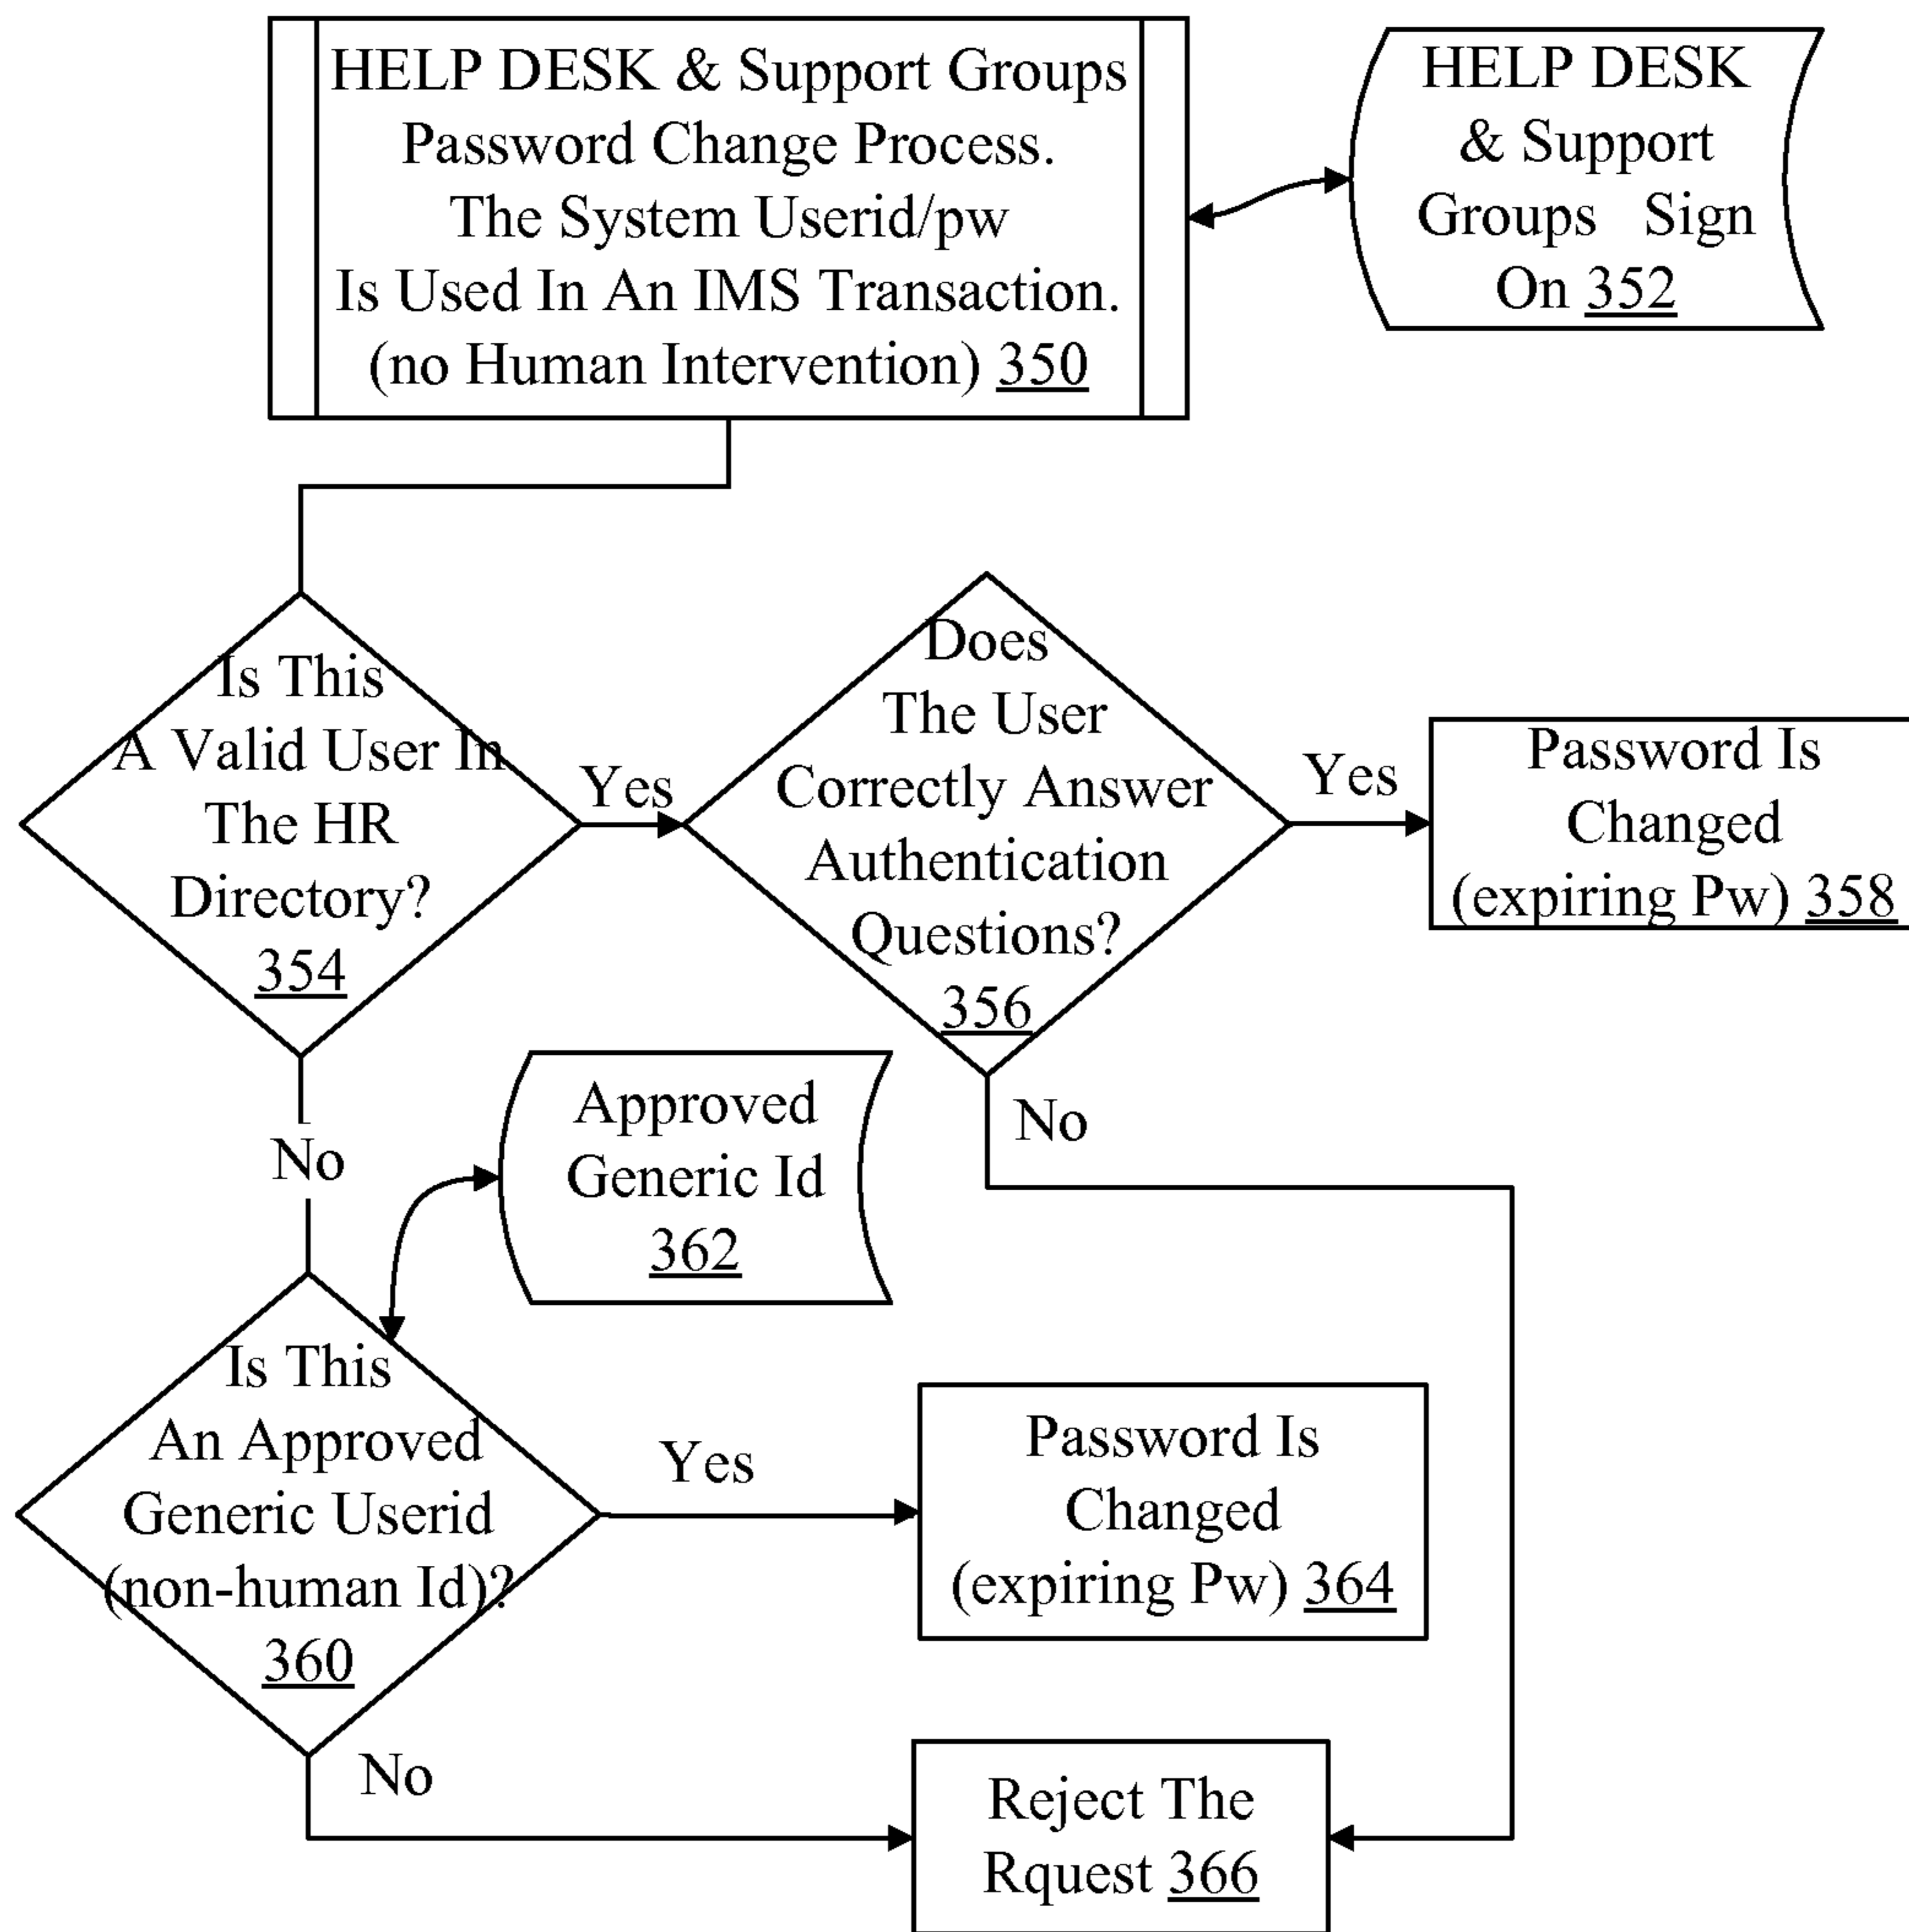 HELP DESK & Support Groups
Password Change Process.
The System Userid/pw
Is Used In An IMS Transaction.
(no Human Intervention) 350
HELP DESK
& Support
Groups Sign
On 352
Is This
A Valid User In
The HR
Directory?
354
Yes
Does
The User
Correctly Answer
Authentication
Questions?
356
Yes
Password Is
Changed
(expiring Pw) 358
No
No
Approved
Generic Id
362
Is This
An Approved
Generic Userid
(non-human Id)?
360
Yes
Password Is
Changed
(expiring Pw) 364
No
Reject The
Rquest 366